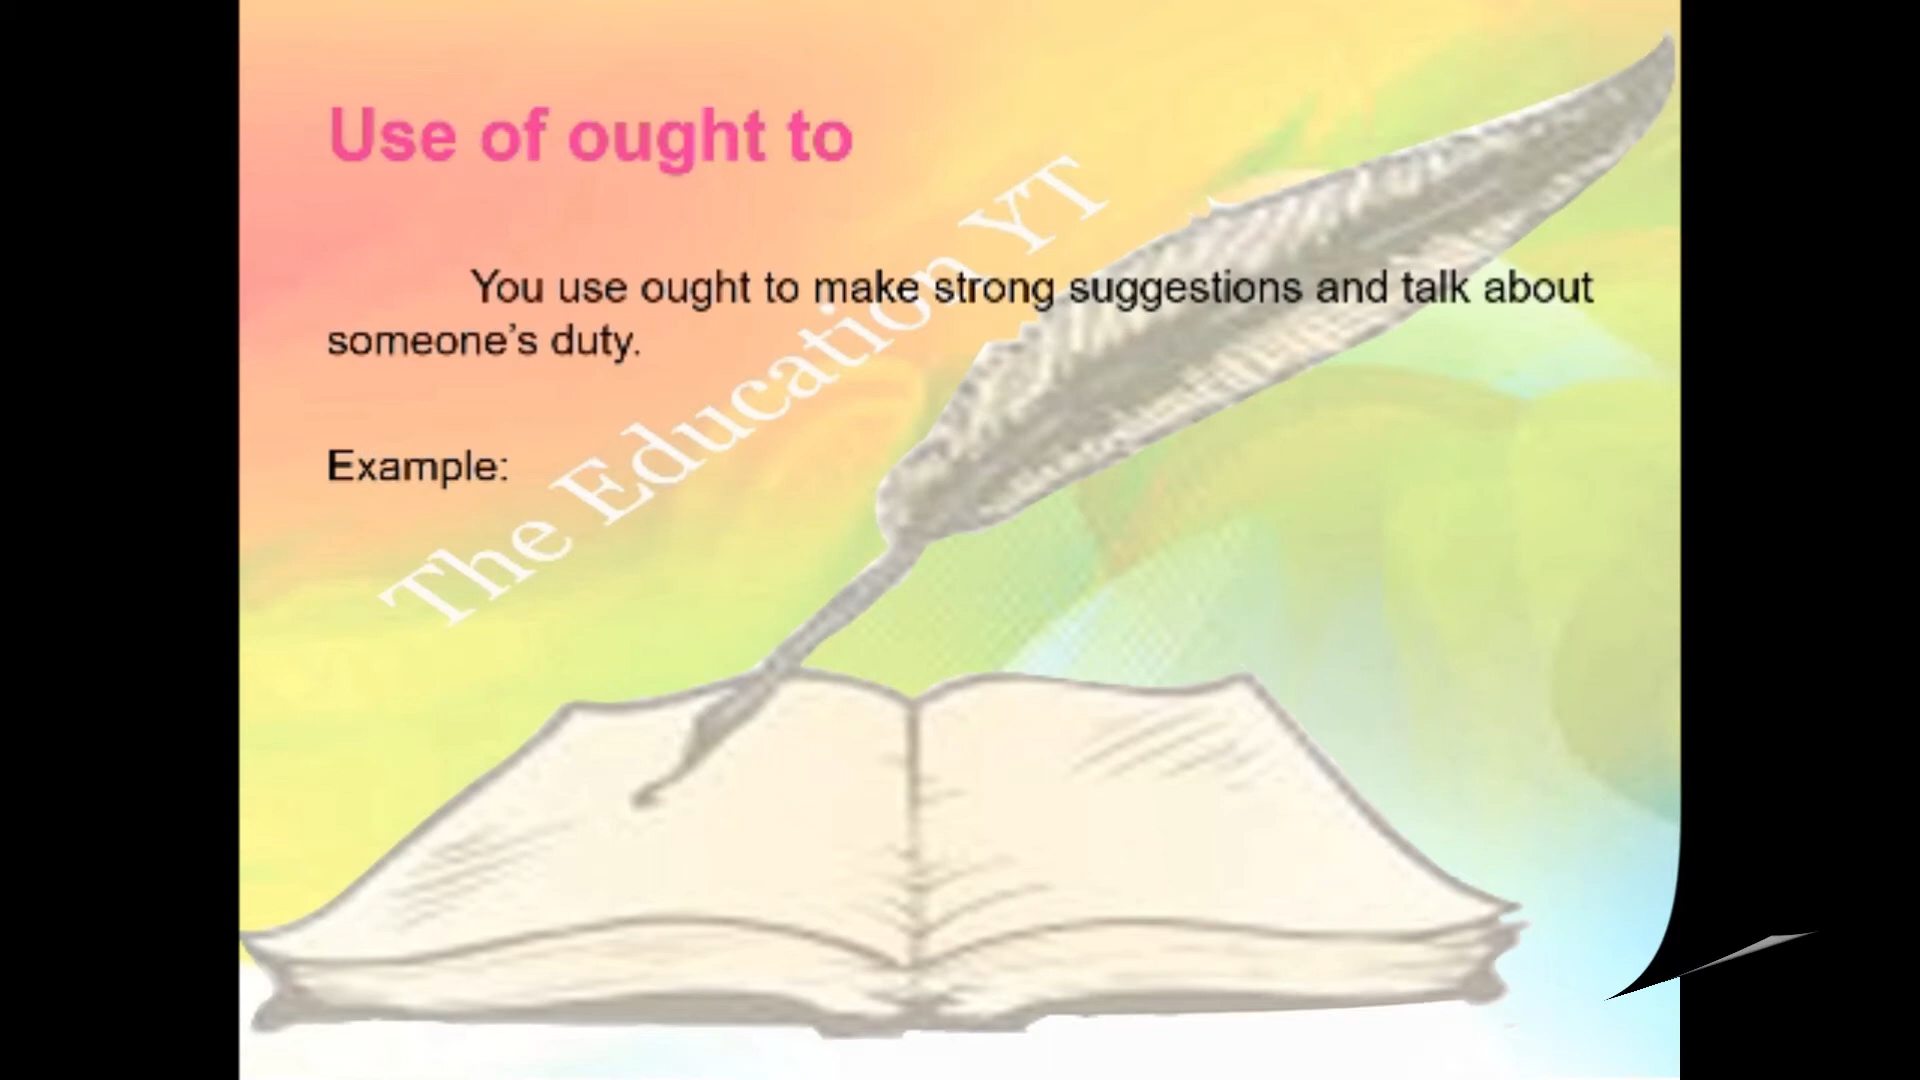 Use of ought to
You use ought to make strong suggestions and talk about
someone's duty.
Example:
The Education YT